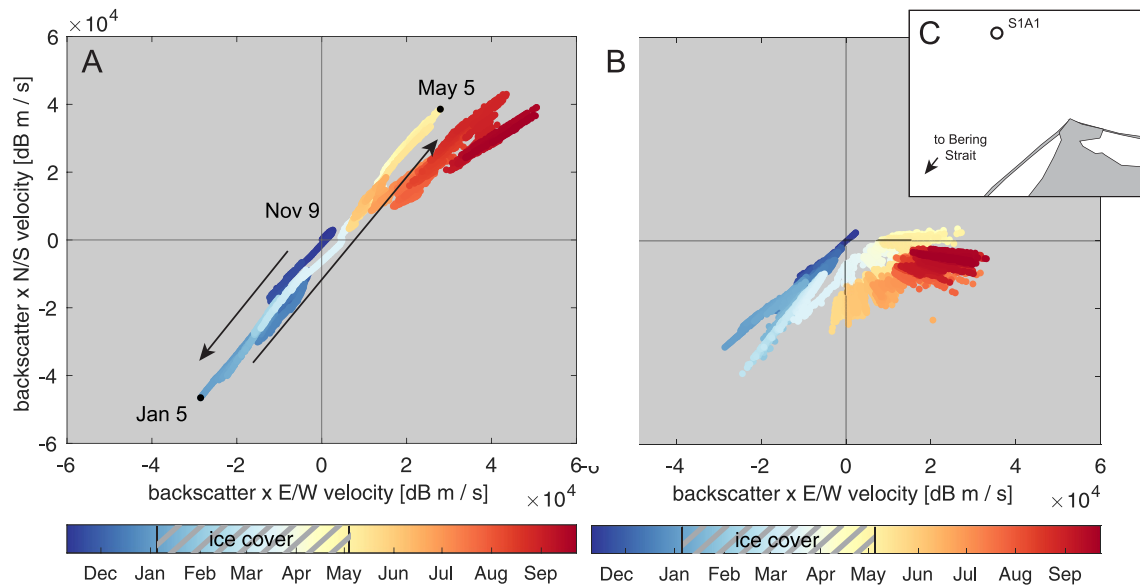 × 10⁴
6
4
2
0
-2
-4
-6
backscatter x N/S velocity [dB m / s]
A
May 5
Nov 9
Jan 5
-6
-4
-2
0
2
4
6
backscatter x E/W velocity [dB m / s]
× 10⁴
B
C
S1A1
to Bering
Strait
-4
-2
0
2
4
6
backscatter x E/W velocity [dB m / s]
× 10⁴
ice cover
Dec Jan Feb Mar Apr May Jun Jul Aug Sep
ice cover
Dec Jan Feb Mar Apr May Jun Jul Aug Sep